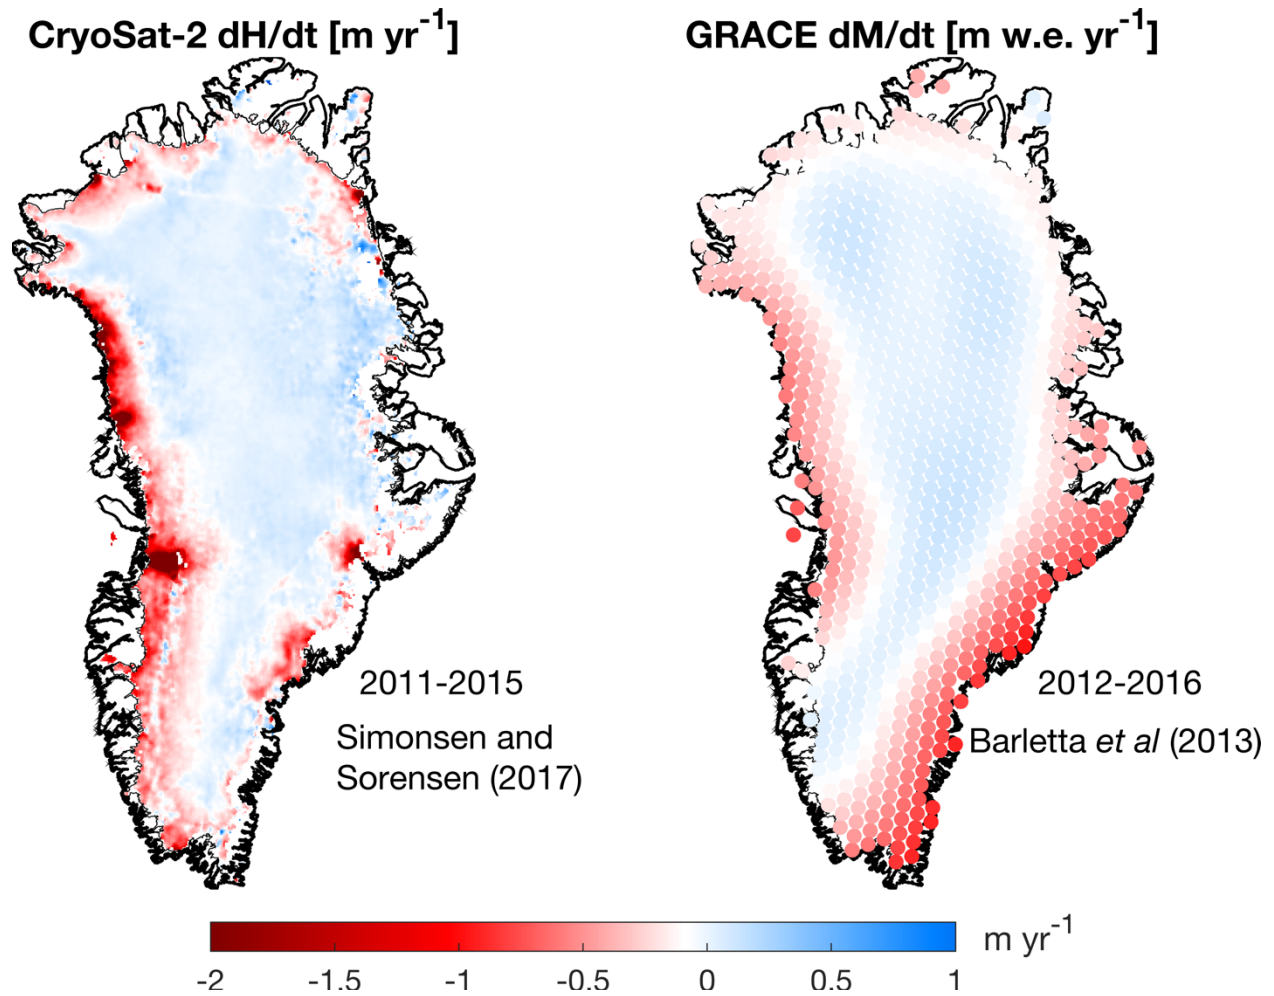 CryoSat-2 dH/dt [m yr⁻¹]
GRACE dM/dt [m w.e. yr⁻¹]
2011-2015
Simonsen and
Sorensen (2017)
2012-2016
Barletta et al (2013)
m yr⁻¹
-2 -1.5 -1 -0.5 0 0.5 1